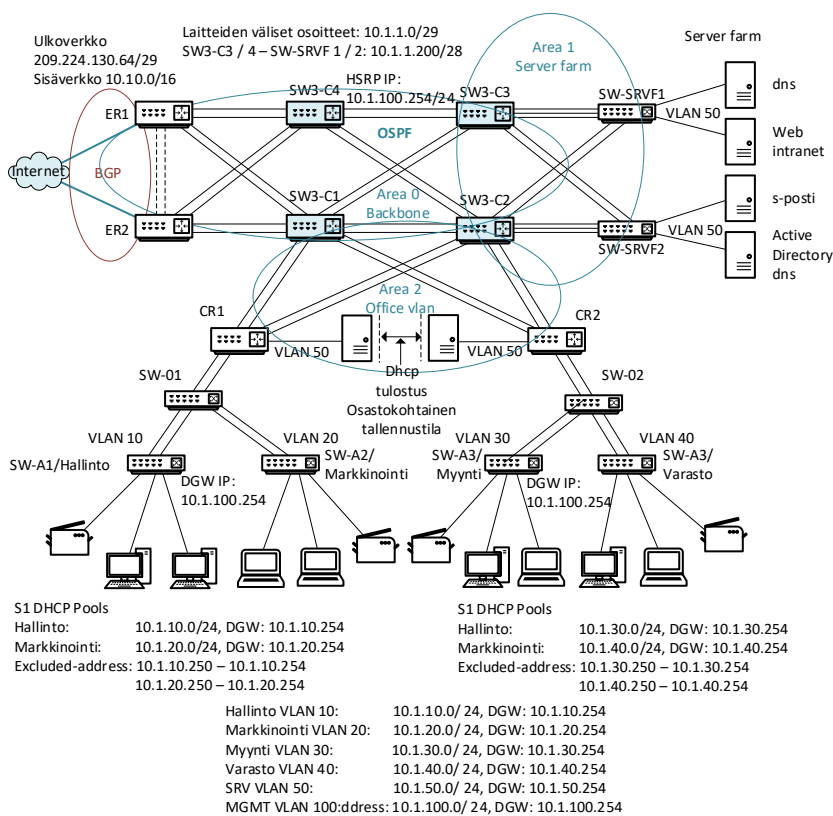 Ulkoverkko
209.224.130.64/29
Sisäverkko 10.10.0/16
Laitteiden väliset osoitteet: 10.1.1.0/29
SW3-C3 / 4 – SW-SRVF 1 / 2: 10.1.1.200/28
Area 1
Server farm
Server farm
ER1
SW3-C4
HSRP IP:
10.1.100.254/24
SW3-C3
SW-SRVF1
VLAN 50
dns
Web
intranet
OSPF
Internet
BGP
ER2
SW3-C1
Area 0
Backbone
SW3-C2
SW-SRVF2
VLAN 50
s-posti
Active
Directory
dns
Area 2
Office vlan
CR1
VLAN 50
VLAN 50
CR2
Dhcp
tulostus
Osastokohtainen
tallennustila
SW-01
SW-02
VLAN 10
SW-A1/Hallinto
DGW IP:
10.1.100.254
VLAN 20
SW-A2/
Markkinointi
VLAN 30
SW-A3/
Myynti
DGW IP:
10.1.100.254
VLAN 40
SW-A3/
Varasto
S1 DHCP Pools
Hallinto: 10.1.10.0/24, DGW: 10.1.10.254
Markkinointi: 10.1.20.0/24, DGW: 10.1.20.254
Excluded-address: 10.1.10.250 – 10.1.10.254
10.1.20.250 – 10.1.20.254
S1 DHCP Pools
Hallinto: 10.1.30.0/24, DGW: 10.1.30.254
Markkinointi: 10.1.40.0/24, DGW: 10.1.40.254
Excluded-address: 10.1.30.250 – 10.1.30.254
10.1.40.250 – 10.1.40.254
Hallinto VLAN 10: 10.1.10.0/ 24, DGW: 10.1.10.254
Markkinointi VLAN 20: 10.1.20.0/ 24, DGW: 10.1.20.254
Myynti VLAN 30: 10.1.30.0/ 24, DGW: 10.1.30.254
Varasto VLAN 40: 10.1.40.0/ 24, DGW: 10.1.40.254
SRV VLAN 50: 10.1.50.0/ 24, DGW: 10.1.50.254
MGMT VLAN 100:ddress: 10.1.100.0/ 24, DGW: 10.1.100.254